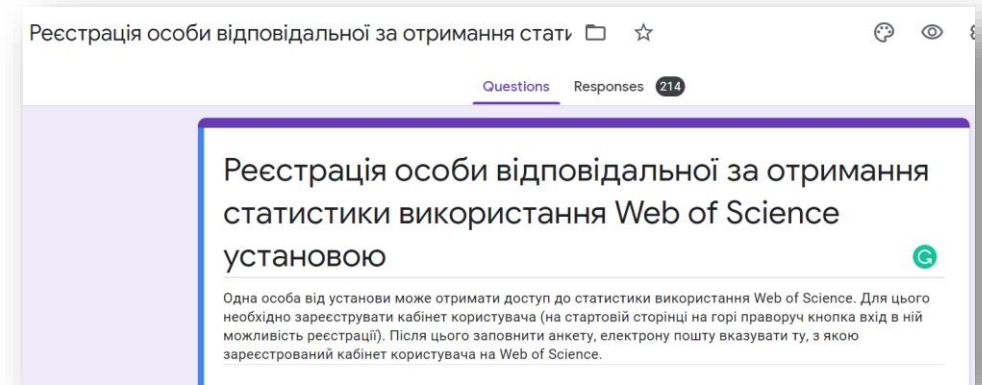 Реєстрація особи відповідальної за отримання стати
Questions Responses 214
Реєстрація особи відповідальної за отримання
статистики використання Web of Science
установою
Одна особа від установи може отримати доступ до статистики використання Web of Science. Для цього
необхідно зареєструвати кабінет користувача (на стартовій сторінці на горі праворуч кнопка вхід в ній
можливість реєстрації). Після цього заповнити анкету, електрону пошту вказувати ту, з якою
зареєстрований кабінет користувача на Web of Science.